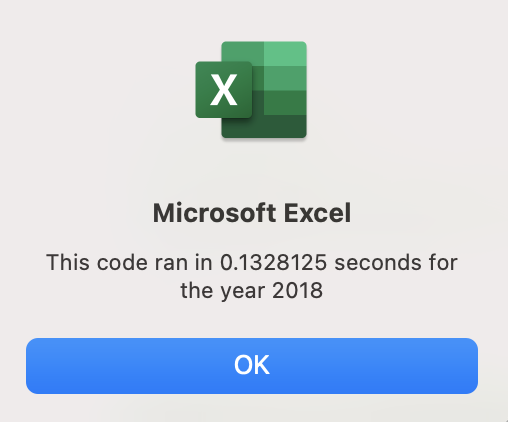 X
Microsoft Excel
This code ran in 0.1328125 seconds for
the year 2018
OK